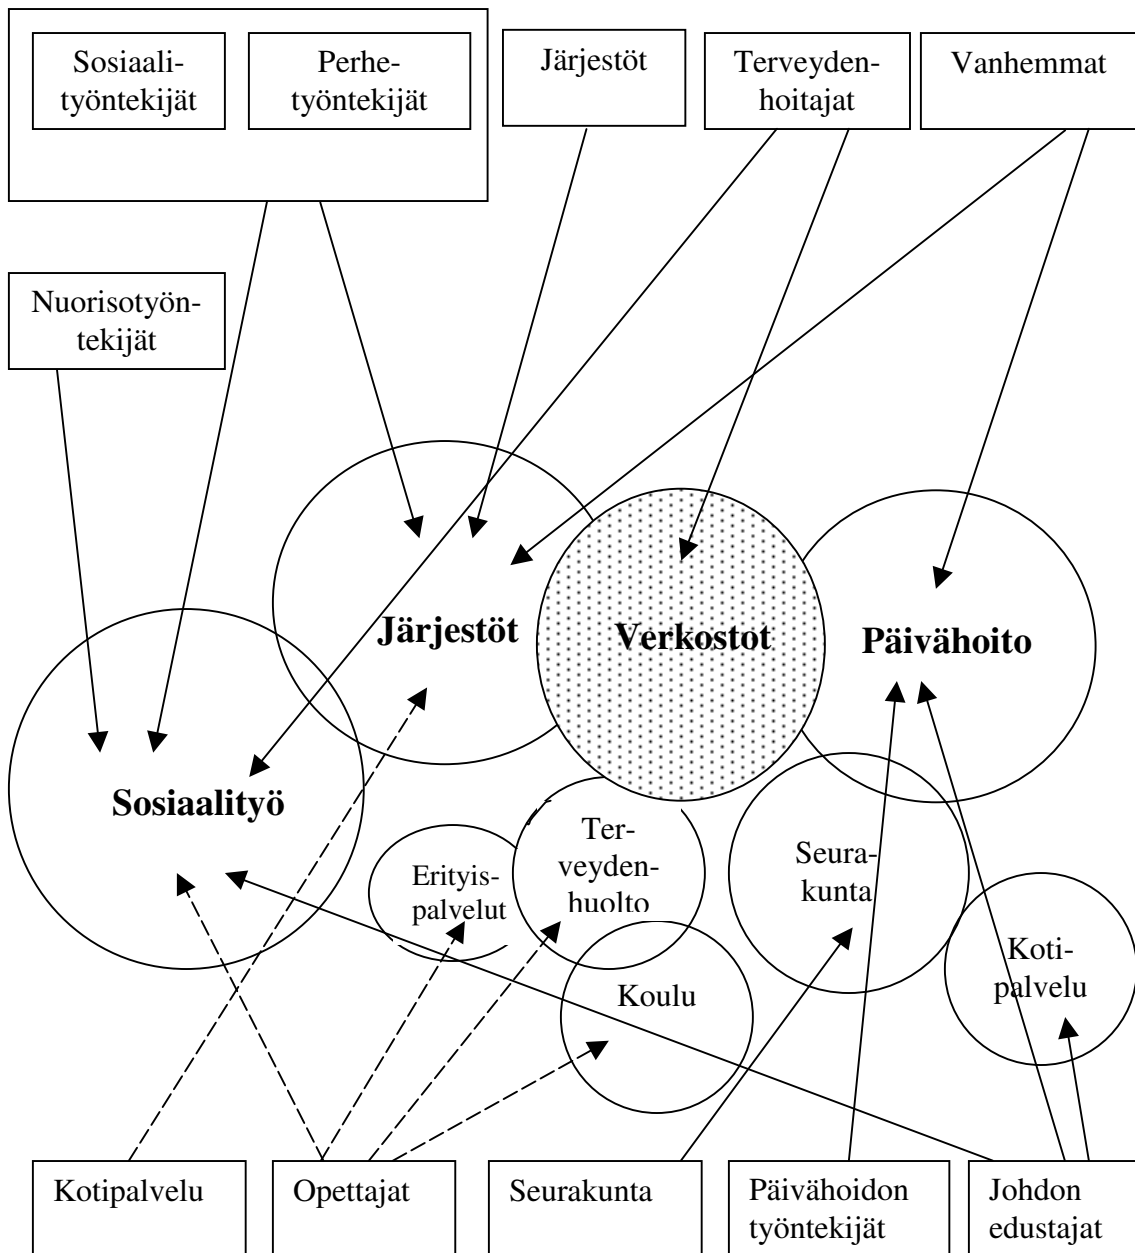 Sosiaali-
työntekijät
Perhe-
työntekijät
Järjestöt
Terveyden-
hoitajat
Vanhemmat
Nuorisotyön-
tekijät
Järjestöt
Verkostot
Päivähoito
Sosiaalityö
Erityis-
palvelut
Ter-
veyden-
huolto
Seura-
kunta
Koulu
Koti-
palvelu
Kotipalvelu
Opettajat
Seurakunta
Päivähoidon
työntekijät
Johdon
edustajat